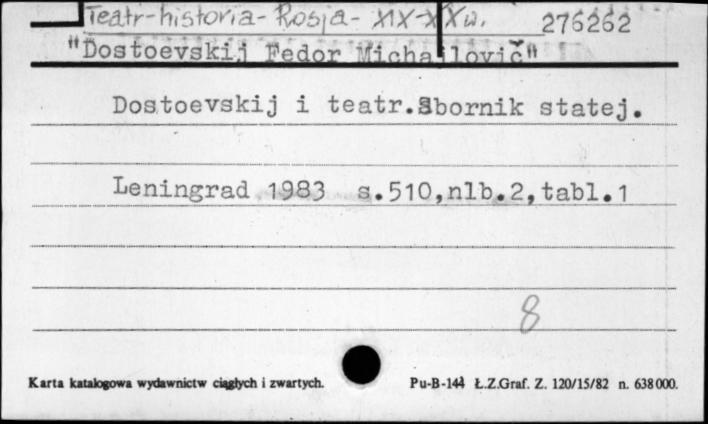 Teatr-historia-Rosja-XIX-XXw. 276262
"Dostoevskij Fedor Michajlovič"
Dostoevskij i teatr.Sbornik statej.
Leningrad 1983 s.510,nlb.2,tabl.1
8
Karta katalogowa wydawnictw ciągłych i zwartych. Pu-B-144 Ł.Z.Graf. Z. 120/15/82 n. 638000.